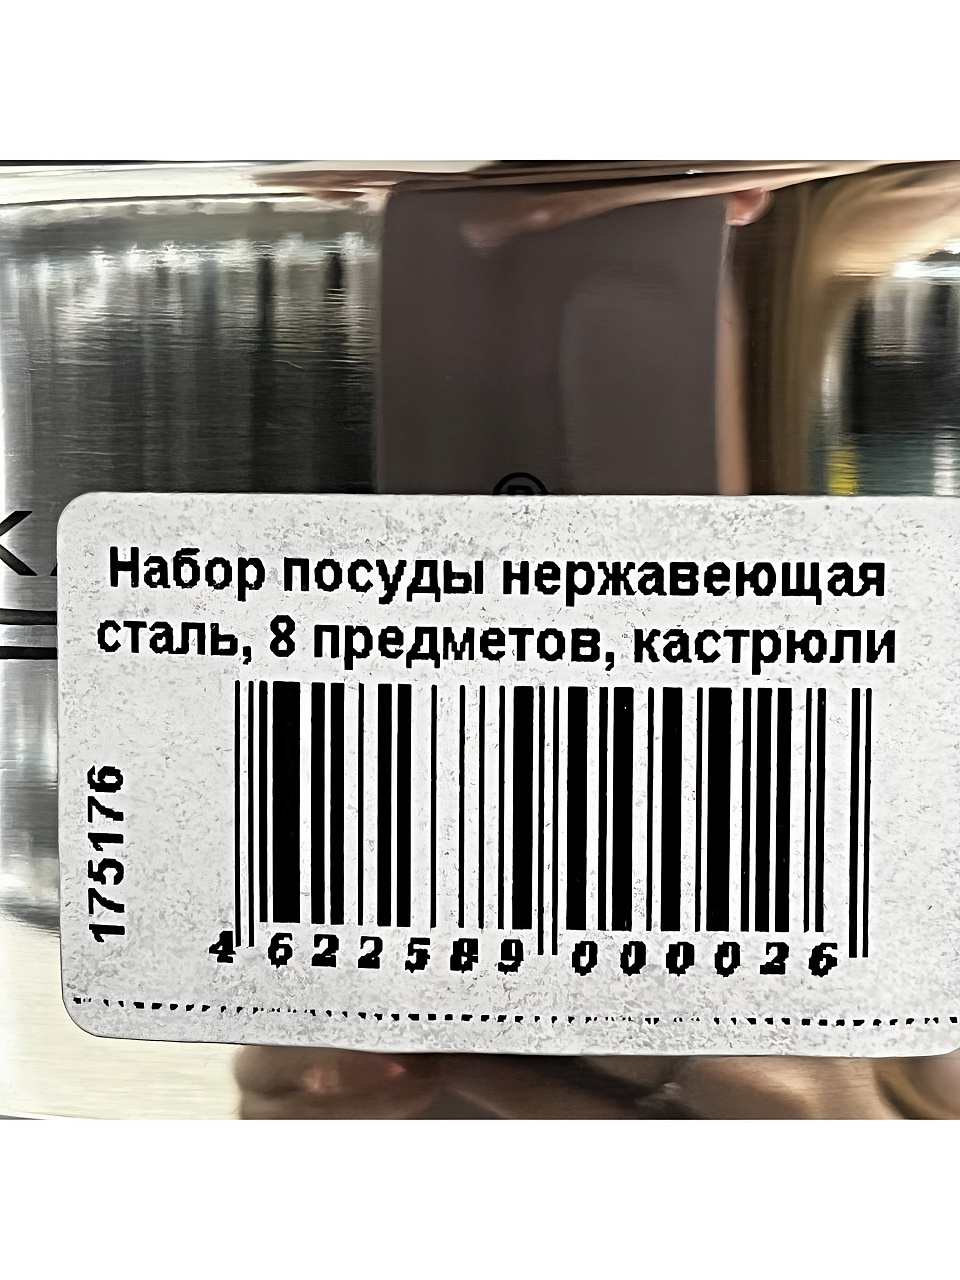 ®
Набор посуды нержавеющая
сталь, 8 предметов, кастрюли
175176
4 622589 000026